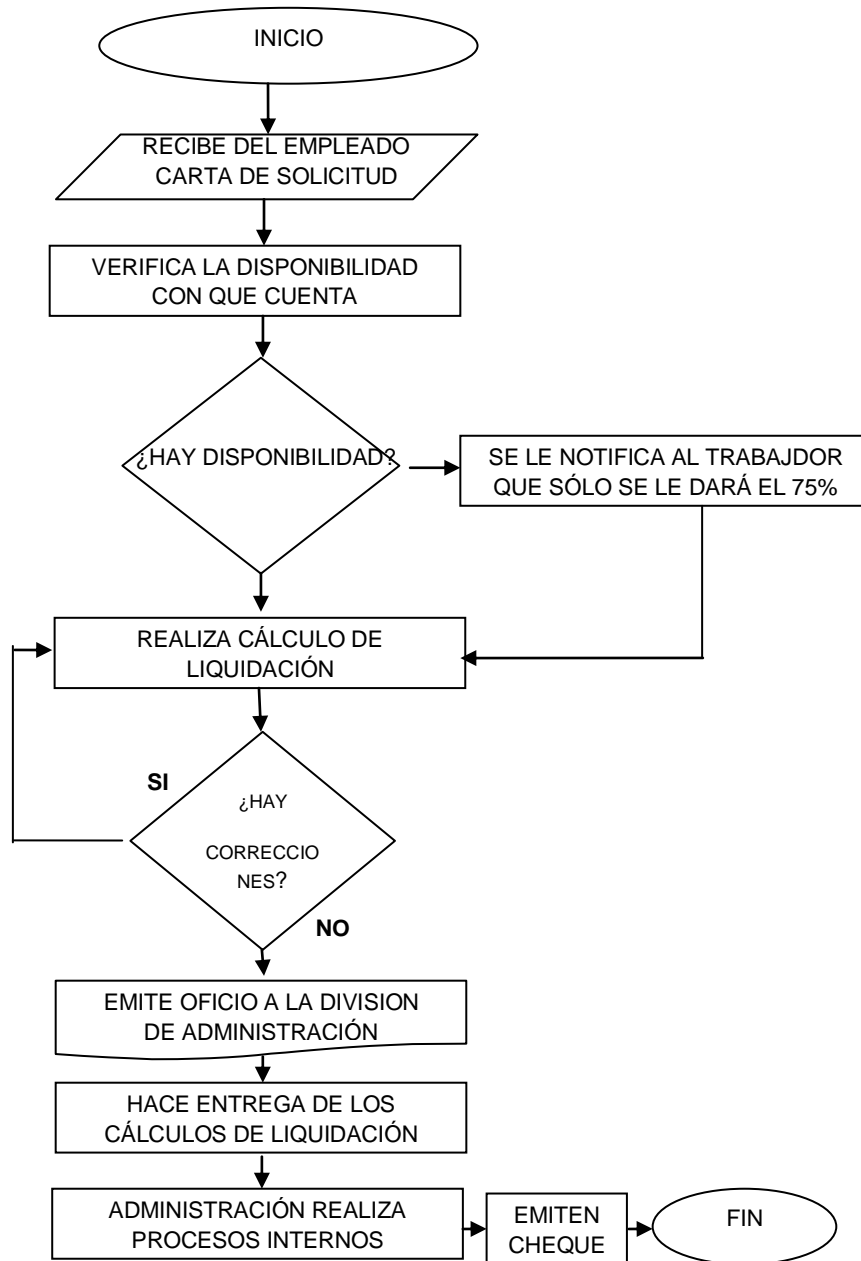 INICIO
RECIBE DEL EMPLEADO
CARTA DE SOLICITUD
VERIFICA LA DISPONIBILIDAD
CON QUE CUENTA
¿HAY DISPONIBILIDAD?
SE LE NOTIFICA AL TRABAJDOR
QUE SÓLO SE LE DARÁ EL 75%
REALIZA CÁLCULO DE
LIQUIDACIÓN
SI
¿HAY
CORRECCIO
NES?
NO
EMITE OFICIO A LA DIVISION
DE ADMINISTRACIÓN
HACE ENTREGA DE LOS
CÁLCULOS DE LIQUIDACIÓN
ADMINISTRACIÓN REALIZA
PROCESOS INTERNOS
EMITEN
CHEQUE
FIN